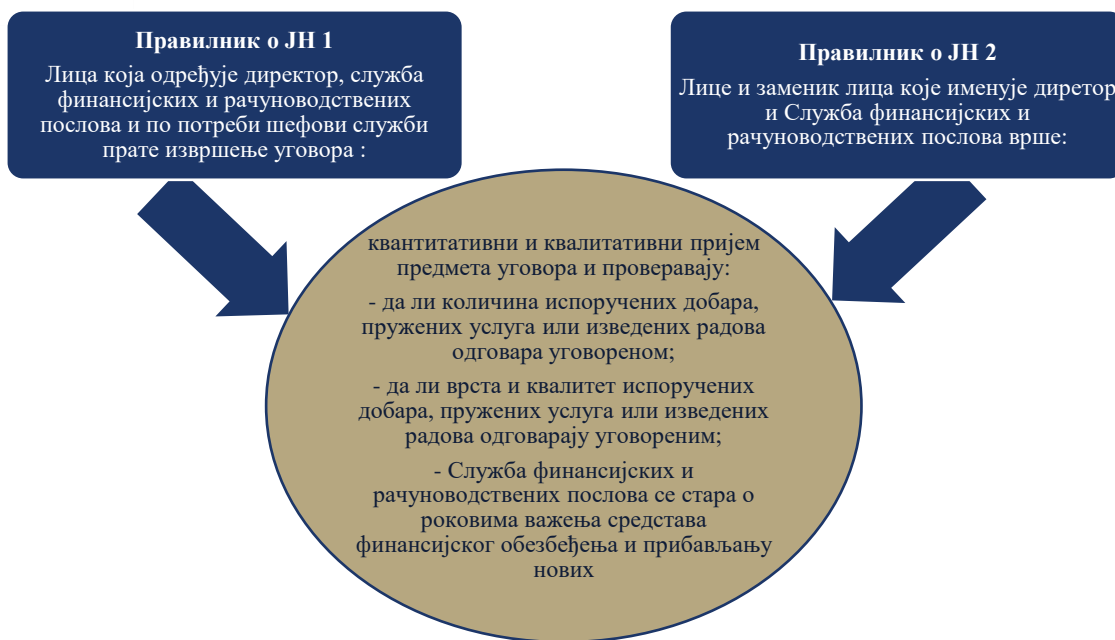 Правилник о ЈН 1
Лица која одређује директор, служба
финансијских и рачуноводствених
послова и по потреби шефови служби
прате извршење уговора :
Правилник о ЈН 2
Лице и заменик лица које именује диретор
и Служба финансијских и
рачуноводствених послова врше:
квантитативни и квалитативни пријем
предмета уговора и проверавају:
- да ли количина испоручених добара,
пружених услуга или изведених радова
одговара уговореном;
- да ли врста и квалитет испоручених
добара, пружених услуга или изведених
радова одговарају уговореним;
- Служба финансијских и
рачуноводствених послова се стара о
роковима важења средстава
финансијског обезбеђења и прибављању
нових